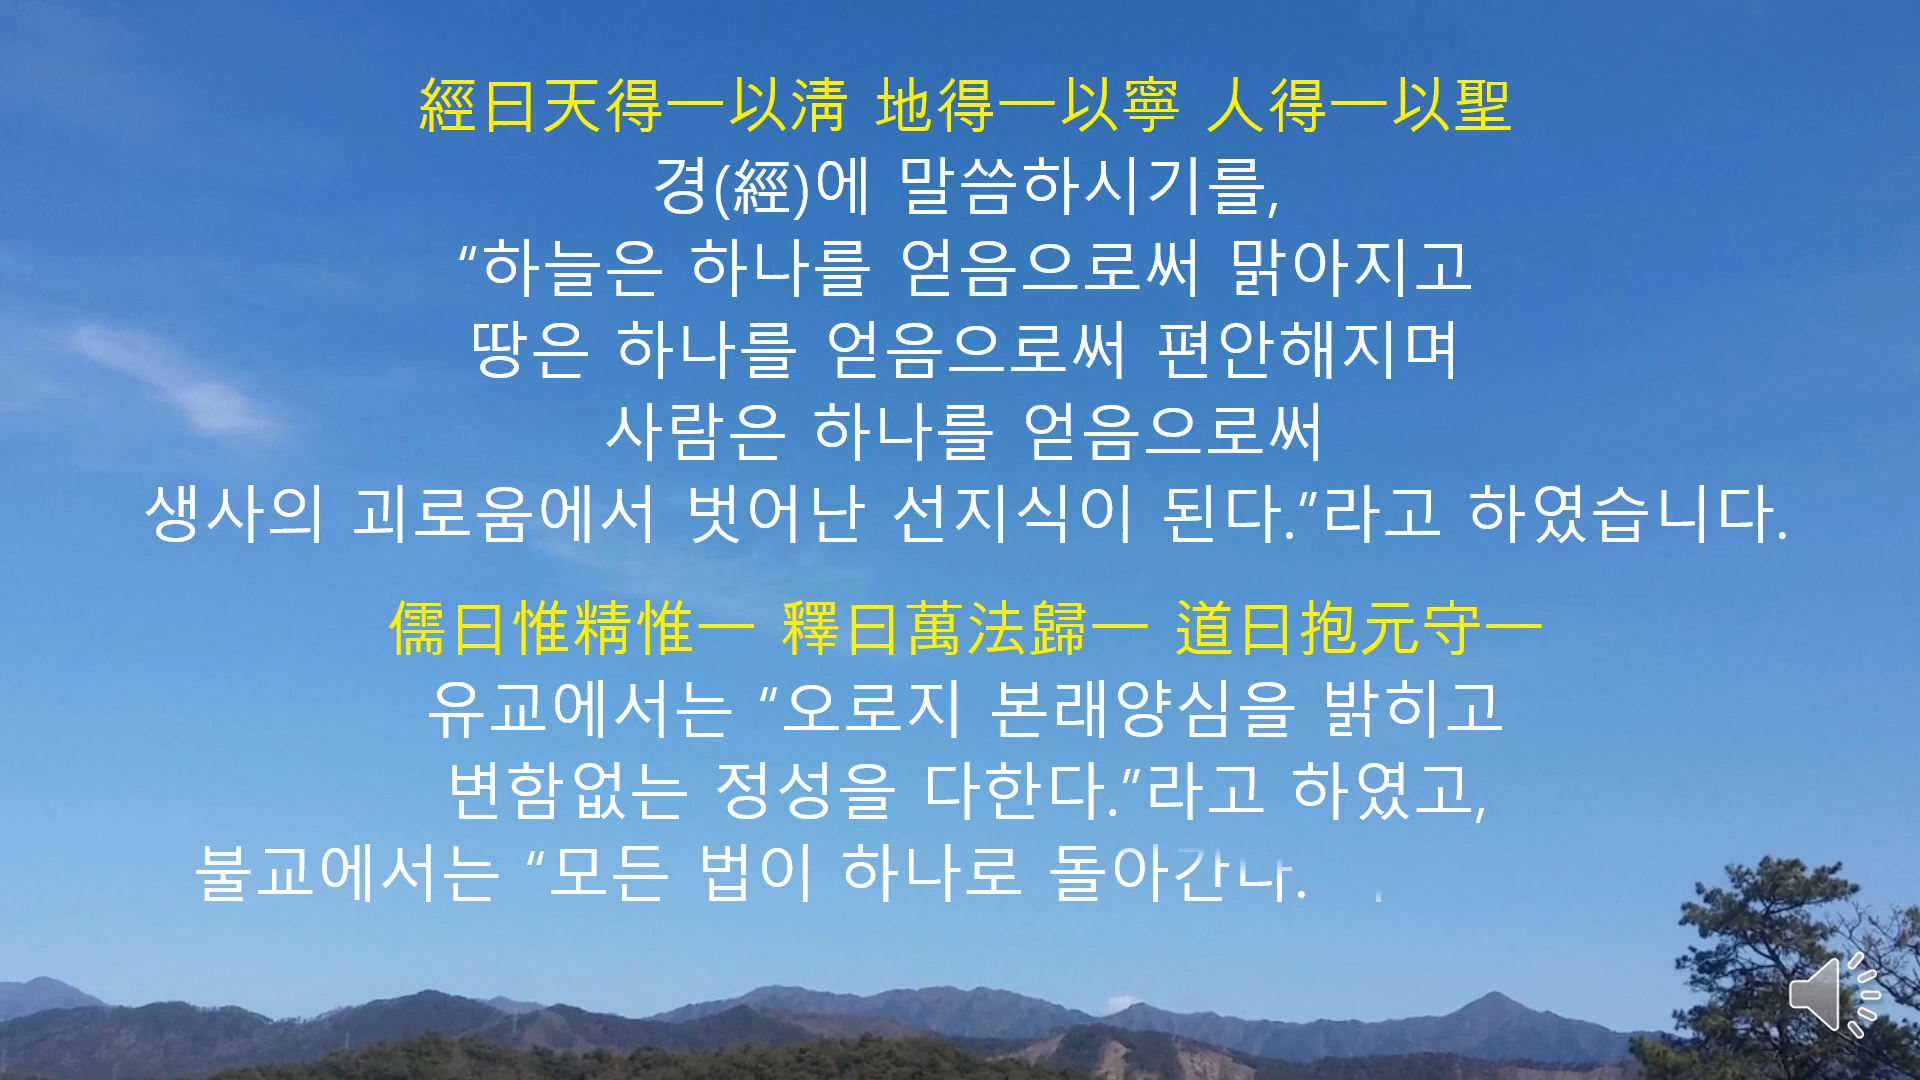 經曰天得一以淸 地得一以寧 人得一以聖
경(經)에 말씀하시기를,
“하늘은 하나를 얻음으로써 맑아지고
땅은 하나를 얻음으로써 편안해지며
사람은 하나를 얻음으로써
생사의 괴로움에서 벗어난 선지식이 된다.”라고 하였습니다.
儒曰惟精惟一 釋曰萬法歸一 道曰抱元守一
유교에서는 “오로지 본래양심을 밝히고
변함없는 정성을 다한다.”라고 하였고,
불교에서는 “모든 법이 하나로 돌아간다.